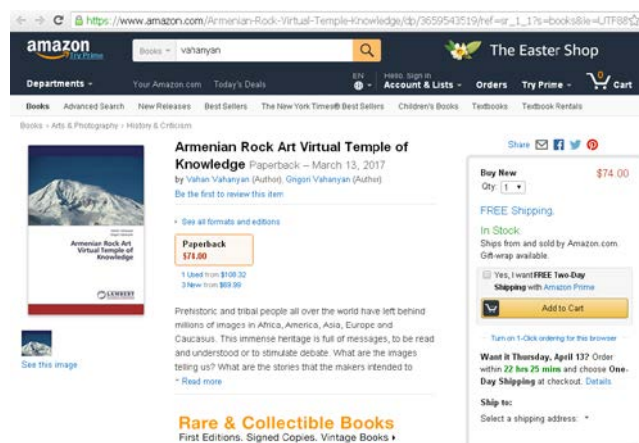 https://www.amazon.com/Armenian-Rock-Virtual-Temple-Knowledge/dp/3659543519/ref=sr_1_1?s=books&ie=UTF8
amazon
Try Prime
Books
vahanyan
The Easter Shop
Departments
Your Amazon.com Today's Deals
EN
Hello. Sign in
Account & Lists Orders Try Prime
0
Cart
Books Advanced Search New Releases Best Sellers The New York Times® Best Sellers Children's Books Textbooks Textbook Rentals
Books › Arts & Photography › History & Criticism
Armenian Rock Art Virtual Temple of
Knowledge Paperback – March 13, 2017
by Vahan Vahanyan (Author), Grigori Vahanyan (Author)
Be the first to review this item
See all formats and editions
Paperback
$74.00
1 Used from $108.32
3 New from $69.99
Prehistoric and tribal people all over the world have left behind
millions of images in Africa, America, Asia, Europe and
Caucasus. This immense heritage is full of messages, to be read
and understood or to stimulate debate. What are the images
telling us? What are the stories that the makers intended to
Read more
Rare & Collectible Books
First Editions. Signed Copies. Vintage Books
Armenian Rock Art
Virtual Temple of
Knowledge
LAMBERT
See this image
Share
Buy New $74.00
Qty: 1
FREE Shipping.
In Stock.
Ships from and sold by Amazon.com.
Gift-wrap available.
Yes, I want FREE Two-Day
Shipping with Amazon Prime
Add to Cart
Turn on 1-Click ordering for this browser
Want it Thursday, April 13? Order
within 22 hrs 25 mins and choose One-
Day Shipping at checkout. Details
Ship to:
Select a shipping address: